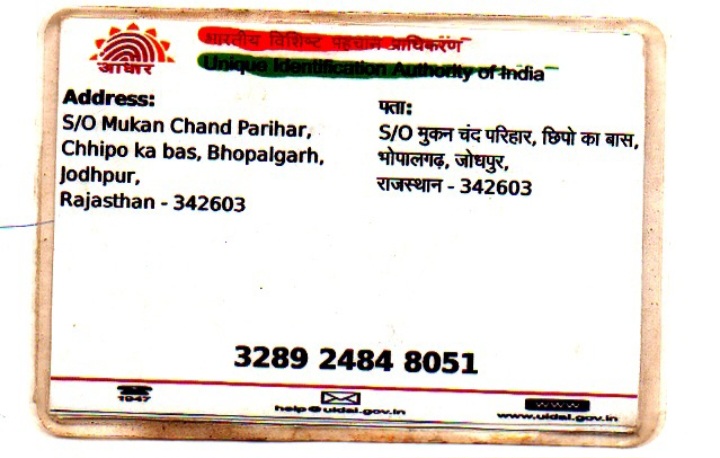 आधार
भारतीय विशिष्ट पहचान प्राधिकरण
Unique Identification Authority of India
Address:
S/O Mukan Chand Parihar,
Chhipo ka bas, Bhopalgarh,
Jodhpur,
Rajasthan - 342603
पता:
S/O मुकन चंद परिहार, छिपो का बास,
भोपालगढ़, जोधपुर,
राजस्थान - 342603
3289 2484 8051
1947
help@uidai.gov.in
www
www.uidai.gov.in